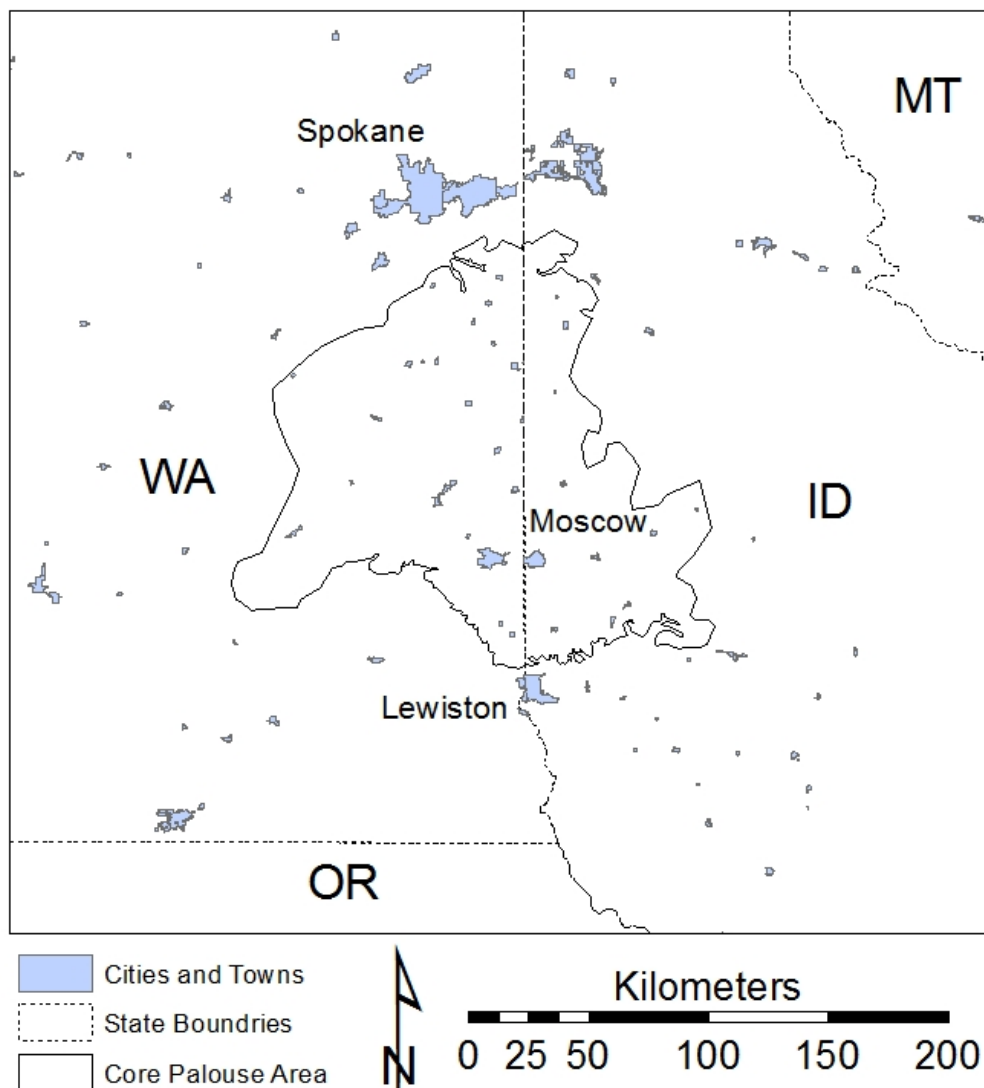 MT
Spokane
WA
ID
Moscow
Lewiston
OR
Cities and Towns
State Boundries
Core Palouse Area
N
Kilometers
0 25 50 100 150 200